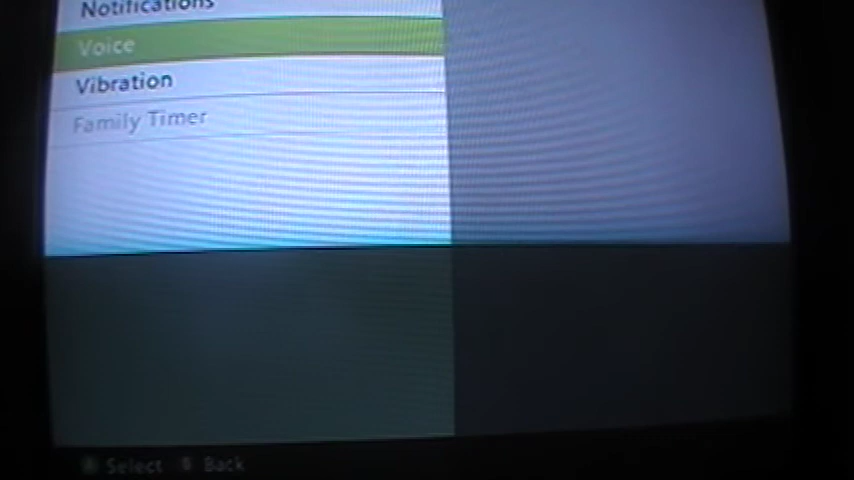 Notifications
Voice
Vibration
Family Timer
Select Back